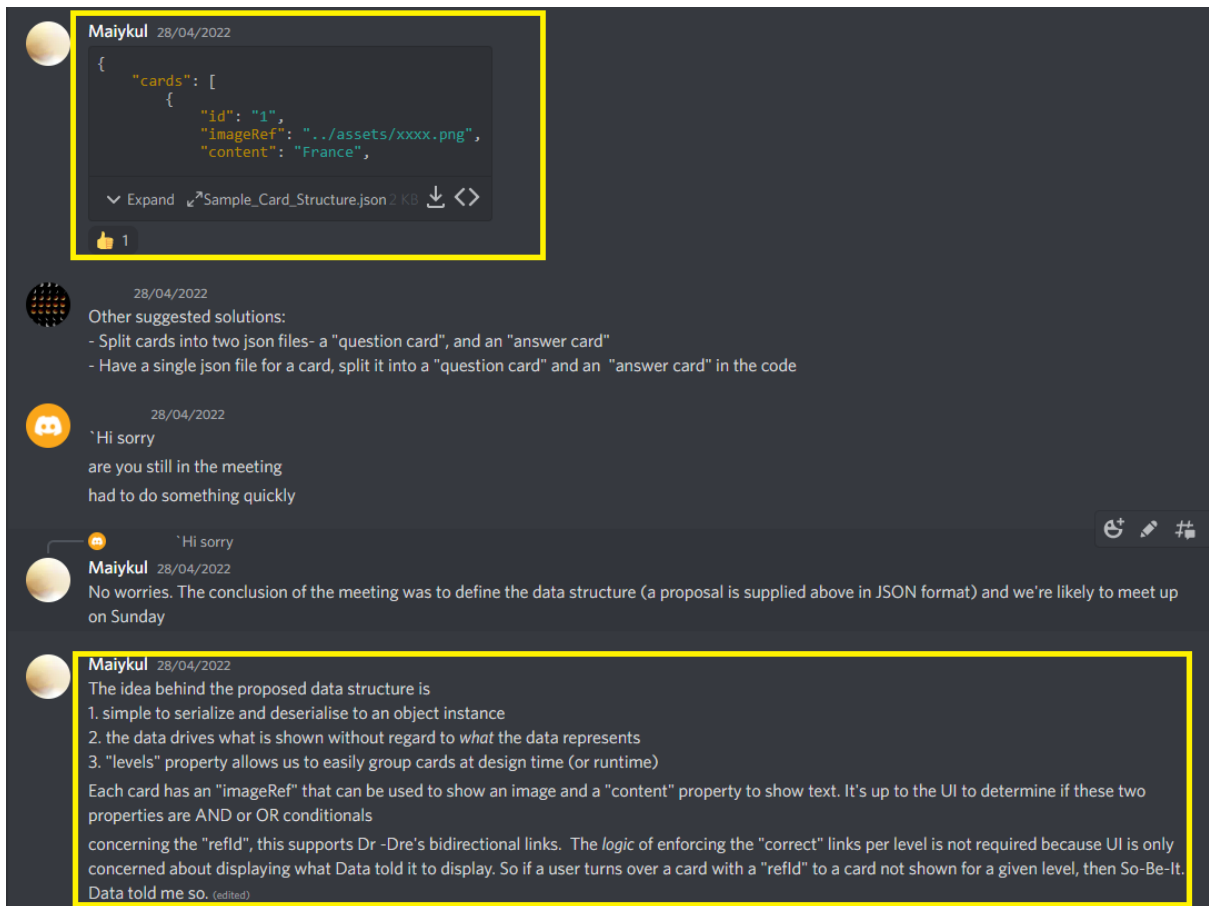 Maiykul 28/04/2022
{
"cards": [
{
"id": "1",
"imageRef": "../assets/xxxx.png",
"content": "France",
Expand Sample_Card_Structure.json 2 KB
1
28/04/2022
Other suggested solutions:
- Split cards into two json files- a "question card", and an "answer card"
- Have a single json file for a card, split it into a "question card" and an "answer card" in the code
28/04/2022
`Hi sorry
are you still in the meeting
had to do something quickly
`Hi sorry
Maiykul 28/04/2022
No worries. The conclusion of the meeting was to define the data structure (a proposal is supplied above in JSON format) and we're likely to meet up
on Sunday
Maiykul 28/04/2022
The idea behind the proposed data structure is
1. simple to serialize and deserialise to an object instance
2. the data drives what is shown without regard to what the data represents
3. "levels" property allows us to easily group cards at design time (or runtime)
Each card has an "imageRef" that can be used to show an image and a "content" property to show text. It's up to the UI to determine if these two
properties are AND or OR conditionals
concerning the "refId", this supports Dr -Dre's bidirectional links. The logic of enforcing the "correct" links per level is not required because UI is only
concerned about displaying what Data told it to display. So if a user turns over a card with a "refId" to a card not shown for a given level, then So-Be-It.
Data told me so. (edited)